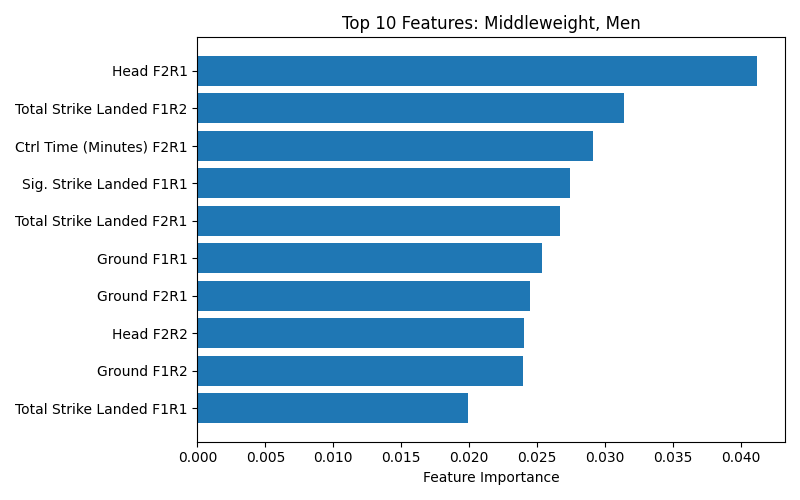 Top 10 Features: Middleweight, Men
Head F2R1
Total Strike Landed F1R2
Ctrl Time (Minutes) F2R1
Sig. Strike Landed F1R1
Total Strike Landed F2R1
Ground F1R1
Ground F2R1
Head F2R2
Ground F1R2
Total Strike Landed F1R1
0.000 0.005 0.010 0.015 0.020 0.025 0.030 0.035 0.040
Feature Importance